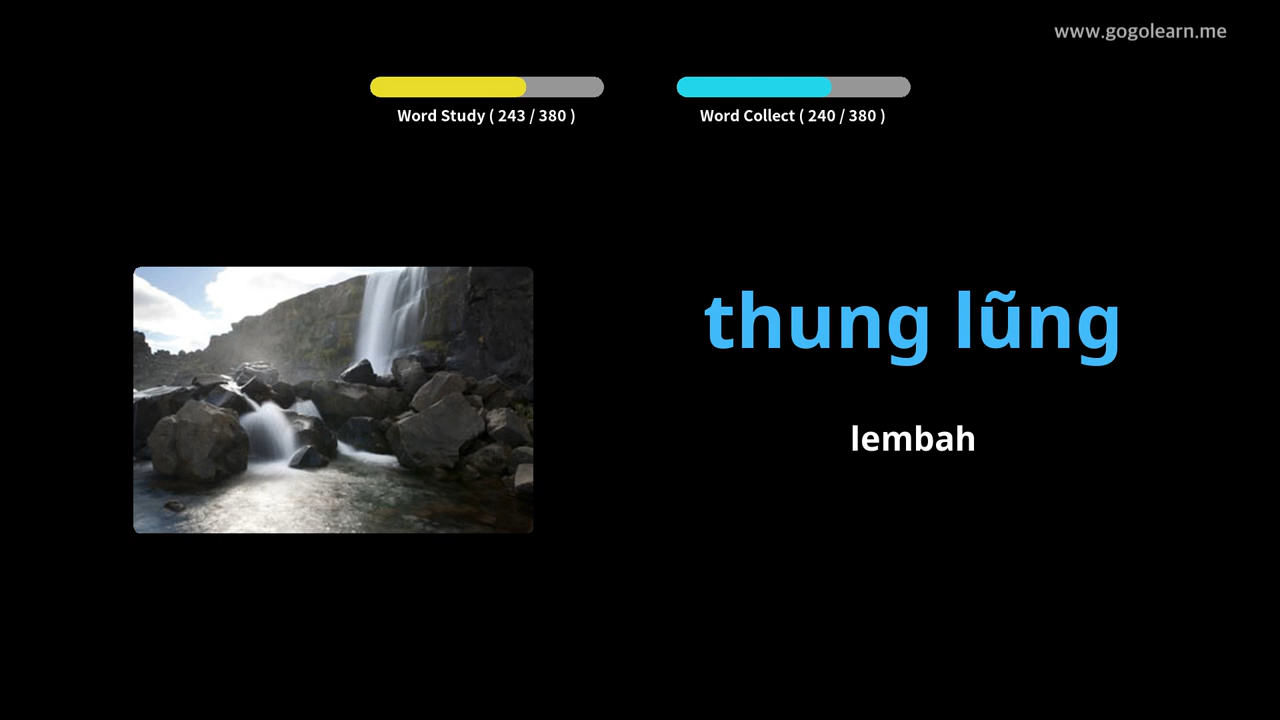 www.gogolearn.me
Word Study ( 243 / 380 )
Word Collect ( 240 / 380 )
thung lũng
lembah